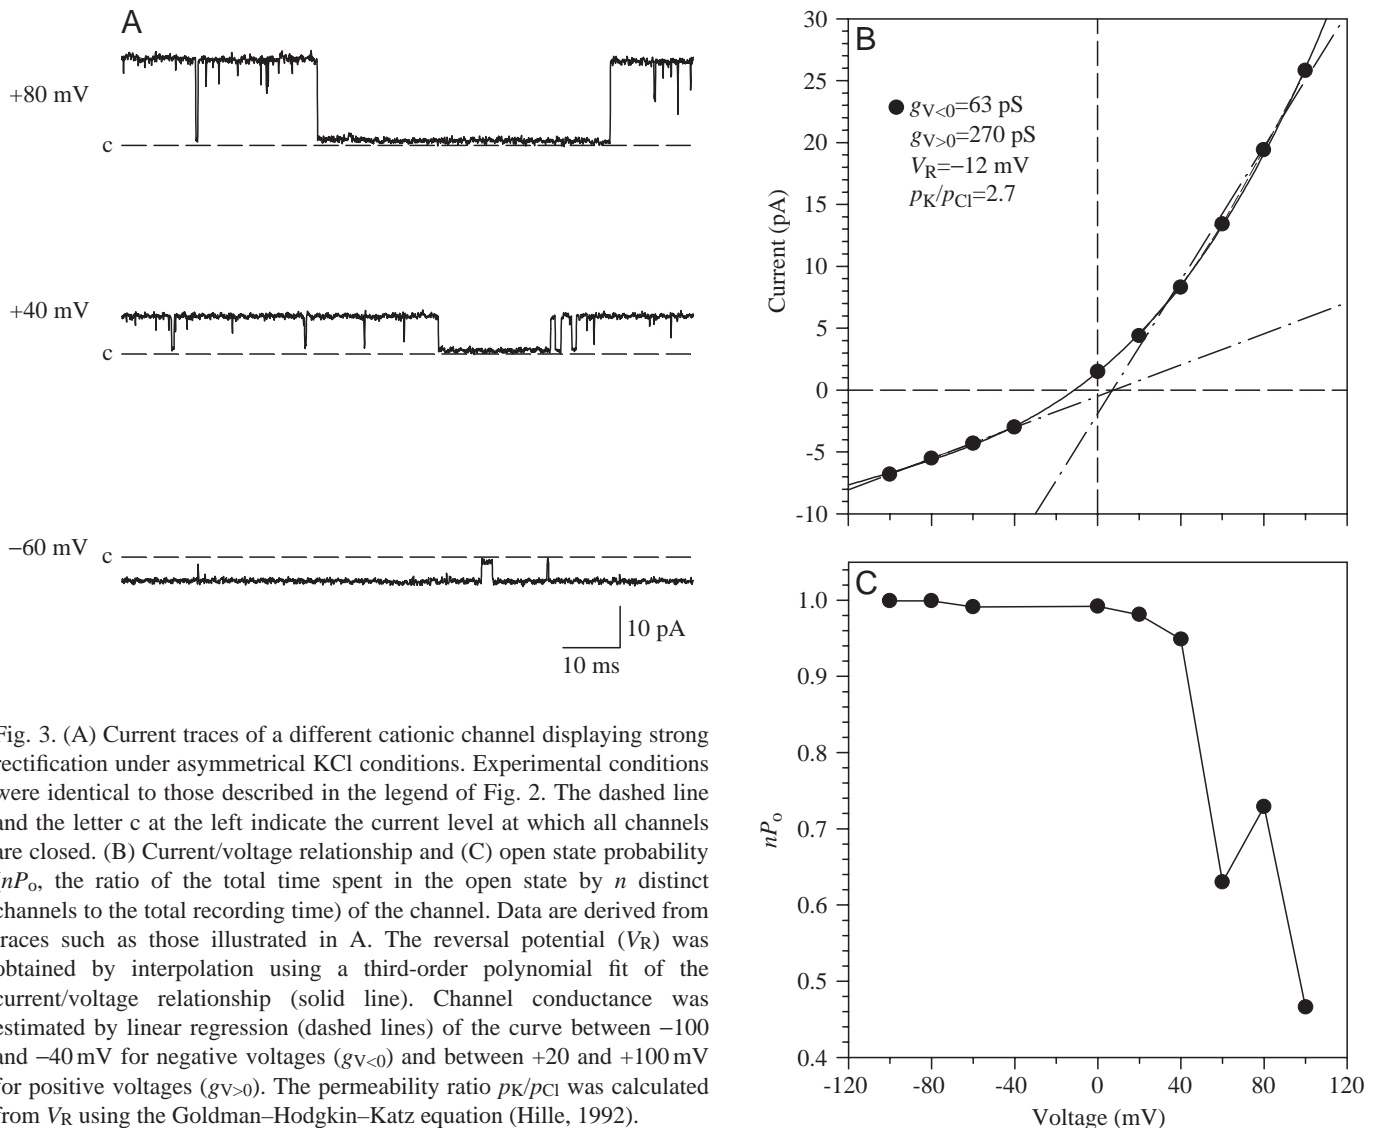 A
+80 mV
c
+40 mV
c
−60 mV
c
10 pA
10 ms
B
gV<0=63 pS
gV>0=270 pS
VR=−12 mV
pK/pCl=2.7
Current (pA)
30
25
20
15
10
5
0
-5
-10
-120 -80 -40 0 40 80 120
C
nPo
1.0
0.9
0.8
0.7
0.6
0.5
0.4
-120 -80 -40 0 40 80 120
Voltage (mV)
Fig. 3. (A) Current traces of a different cationic channel displaying strong
rectification under asymmetrical KCl conditions. Experimental conditions
were identical to those described in the legend of Fig. 2. The dashed line
and the letter c at the left indicate the current level at which all channels
are closed. (B) Current/voltage relationship and (C) open state probability
(nPo, the ratio of the total time spent in the open state by n distinct
channels to the total recording time) of the channel. Data are derived from
traces such as those illustrated in A. The reversal potential (VR) was
obtained by interpolation using a third-order polynomial fit of the
current/voltage relationship (solid line). Channel conductance was
estimated by linear regression (dashed lines) of the curve between −100
and −40 mV for negative voltages (gV<0) and between +20 and +100 mV
for positive voltages (gV>0). The permeability ratio pK/pCl was calculated
from VR using the Goldman–Hodgkin–Katz equation (Hille, 1992).